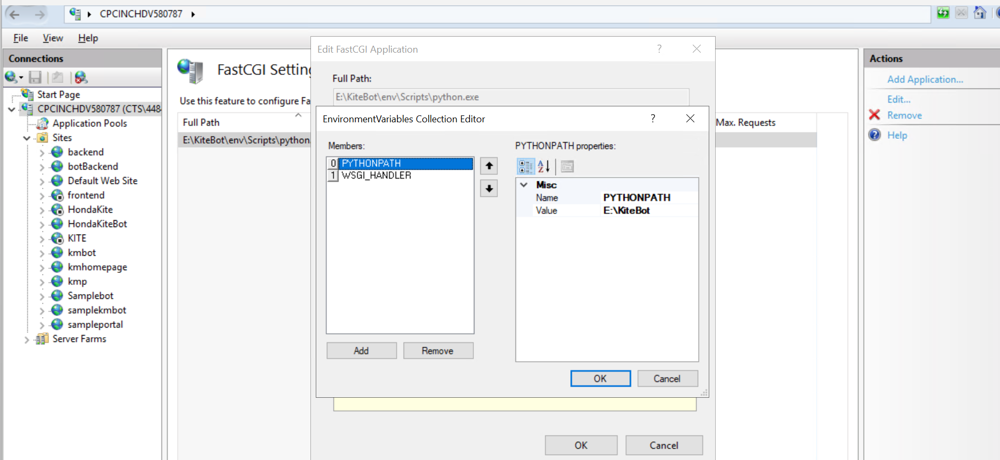 CPCINCHDV580787
File View Help
Connections
Start Page
CPCINCHDV580787 (CTS\448
Application Pools
Sites
backend
botBackend
Default Web Site
frontend
HondaKite
HondaKiteBot
KITE
kmbot
kmhomepage
kmp
Samplebot
samplekmbot
sampleportal
Server Farms
FastCGI Setting
Use this feature to configure Fa
Full Path
Max. Requests
E:\KiteBot\env\Scripts\python.
Edit FastCGI Application
?
Full Path:
E:\KiteBot\env\Scripts\python.exe
EnvironmentVariables Collection Editor
?
Members:
0 PYTHONPATH
1 WSGI_HANDLER
Add Remove
PYTHONPATH properties:
Misc
Name PYTHONPATH
Value E:\KiteBot
OK Cancel
OK Cancel
Actions
Add Application...
Edit...
Remove
Help